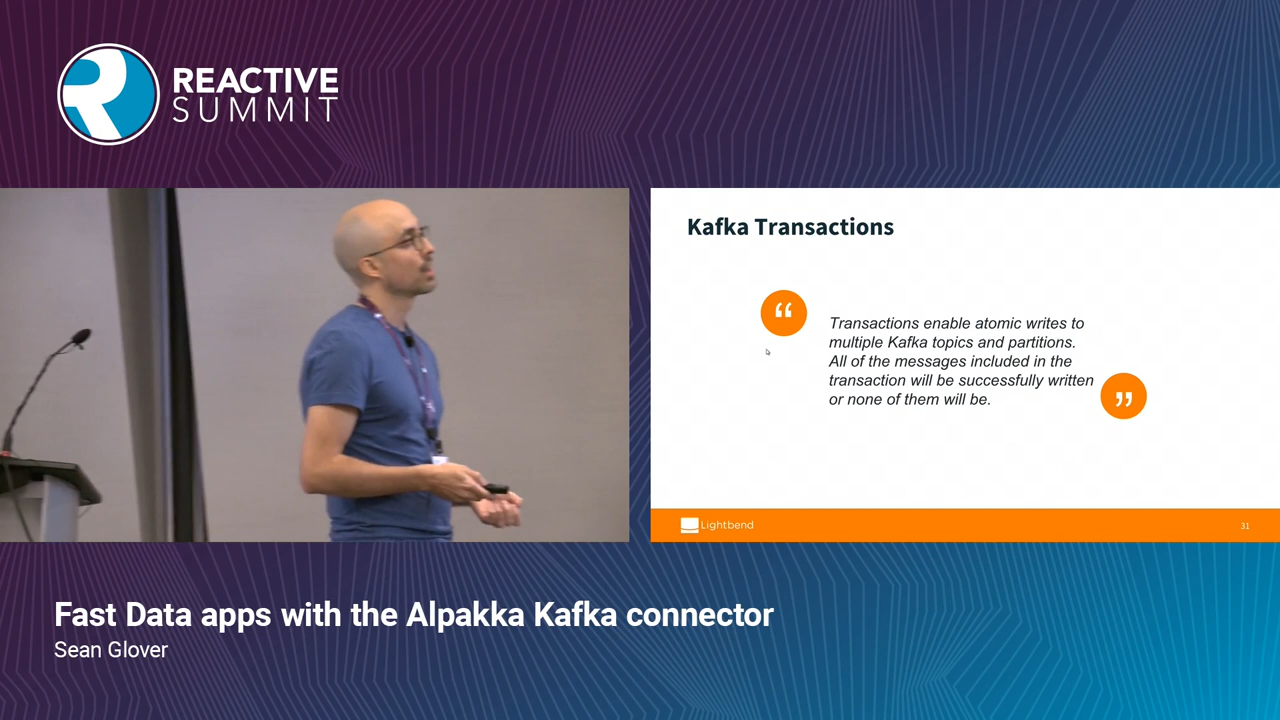 REACTIVE
SUMMIT
Kafka Transactions
“
Transactions enable atomic writes to
multiple Kafka topics and partitions.
All of the messages included in the
transaction will be successfully written
or none of them will be.
”
Lightbend
31
Fast Data apps with the Alpakka Kafka connector
Sean Glover